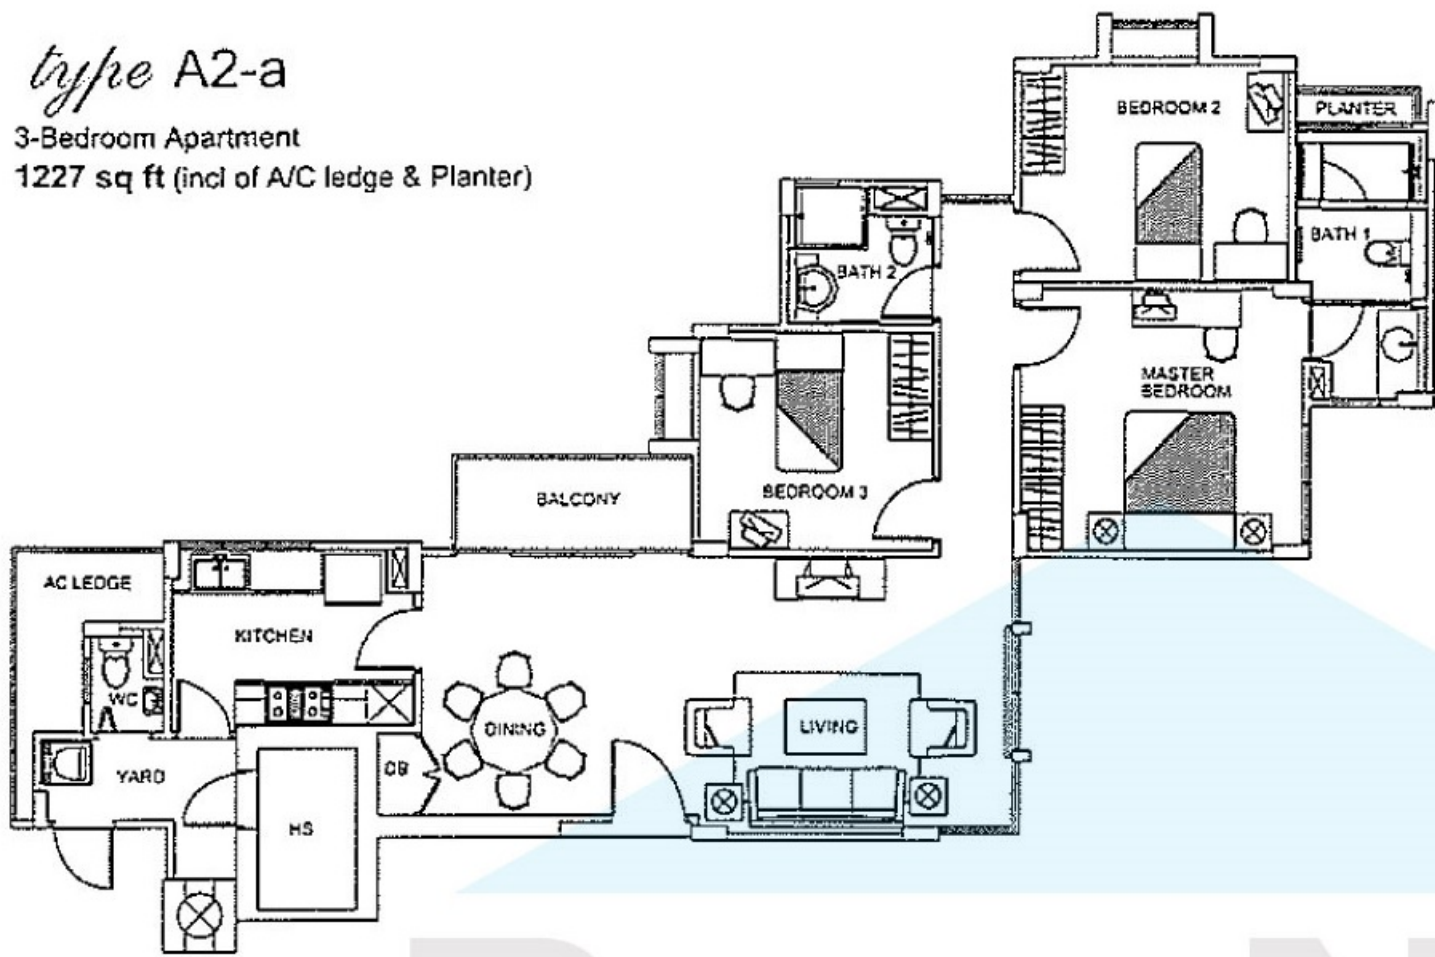 type A2-a
3-Bedroom Apartment
1227 sq ft (incl of A/C ledge & Planter)
BEDROOM 2
PLANTER
BATH 1
BATH 2
MASTER
BEDROOM
BEDROOM 3
BALCONY
AC LEDGE
KITCHEN
WC
DINING
LIVING
DB
YARD
HS